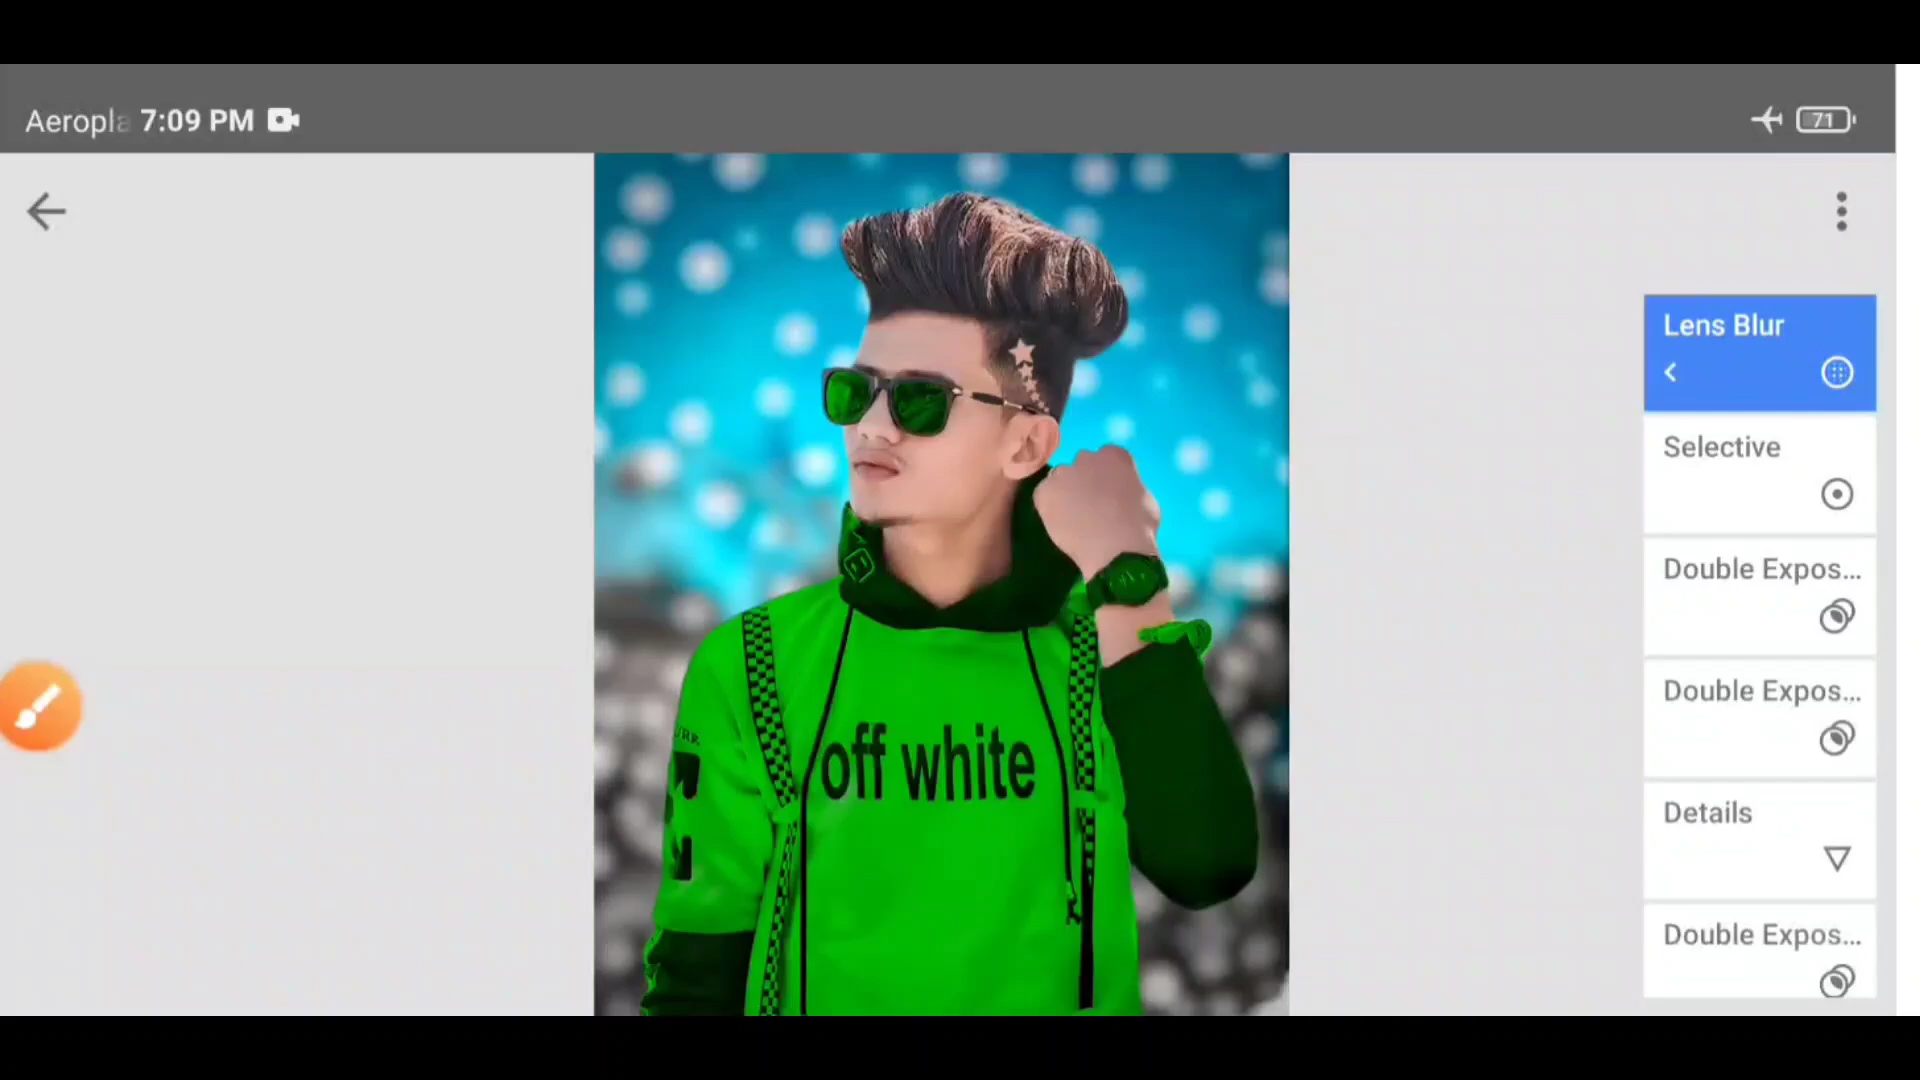 Aeropla 7:09 PM
71
Lens Blur
Selective
Double Expos...
Double Expos...
Details
Double Expos...
off white